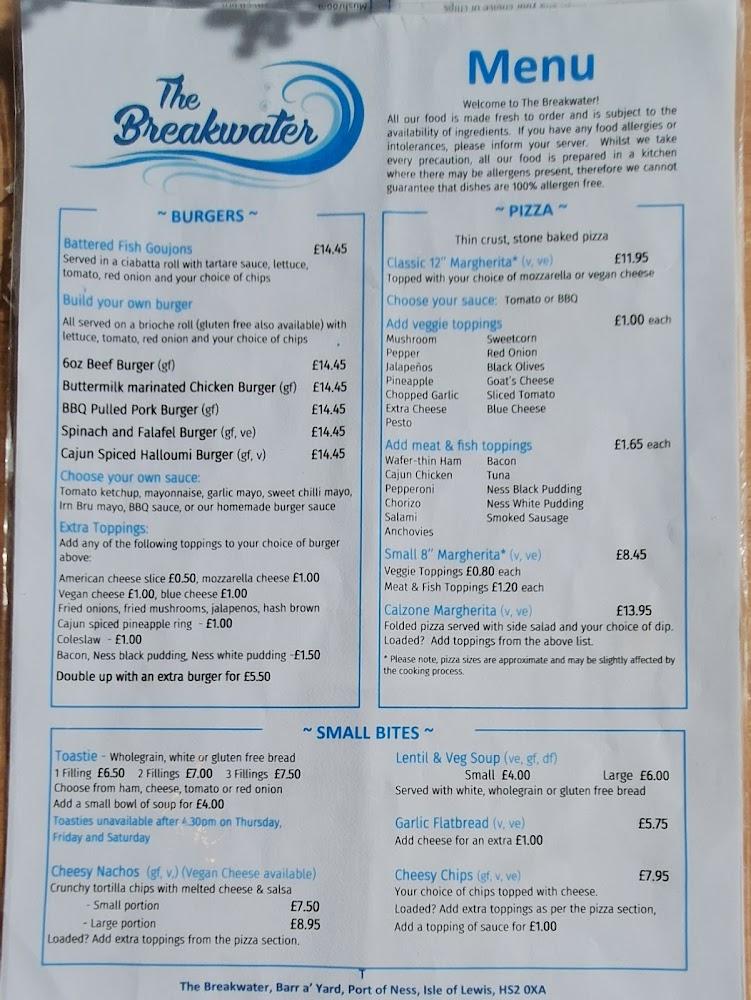 The
Breakwater
Menu
Welcome to The Breakwater!
All our food is made fresh to order and is subject to the
availability of ingredients. If you have any food allergies or
intolerances, please inform your server. Whilst we take
every precaution, all our food is prepared in a kitchen
where there may be allergens present, therefore we cannot
guarantee that dishes are 100% allergen free.
~ BURGERS ~
Battered Fish Goujons £14.45
Served in a ciabatta roll with tartare sauce, lettuce,
tomato, red onion and your choice of chips
Build your own burger
All served on a brioche roll (gluten free also available) with
lettuce, tomato, red onion and your choice of chips
6oz Beef Burger (gf) £14.45
Buttermilk marinated Chicken Burger (gf) £14.45
BBQ Pulled Pork Burger (gf) £14.45
Spinach and Falafel Burger (gf, ve) £14.45
Cajun Spiced Halloumi Burger (gf, v) £14.45
Choose your own sauce:
Tomato ketchup, mayonnaise, garlic mayo, sweet chilli mayo,
Irn Bru mayo, BBQ sauce, or our homemade burger sauce
Extra Toppings:
Add any of the following toppings to your choice of burger
above:
American cheese slice £0.50, mozzarella cheese £1.00
Vegan cheese £1.00, blue cheese £1.00
Fried onions, fried mushrooms, jalapenos, hash brown
Cajun spiced pineapple ring - £1.00
Coleslaw - £1.00
Bacon, Ness black pudding, Ness white pudding -£1.50
Double up with an extra burger for £5.50
~ PIZZA ~
Thin crust, stone baked pizza
Classic 12" Margherita* (v, ve) £11.95
Topped with your choice of mozzarella or vegan cheese
Choose your sauce: Tomato or BBQ
Add veggie toppings £1.00 each
Mushroom Sweetcorn
Pepper Red Onion
Jalapeños Black Olives
Pineapple Goat's Cheese
Chopped Garlic Sliced Tomato
Extra Cheese Blue Cheese
Pesto
Add meat & fish toppings £1.65 each
Wafer-thin Ham Bacon
Cajun Chicken Tuna
Pepperoni Ness Black Pudding
Chorizo Ness White Pudding
Salami Smoked Sausage
Anchovies
Small 8" Margherita* (v, ve) £8.45
Veggie Toppings £0.80 each
Meat & Fish Toppings £1.20 each
Calzone Margherita (v, ve) £13.95
Folded pizza served with side salad and your choice of dip.
Loaded? Add toppings from the above list.
* Please note, pizza sizes are approximate and may be slightly affected by
the cooking process.
~ SMALL BITES ~
Toastie - Wholegrain, white or gluten free bread
1 Filling £6.50 2 Fillings £7.00 3 Fillings £7.50
Choose from ham, cheese, tomato or red onion
Add a small bowl of soup for £4.00
Toasties unavailable after 4.30pm on Thursday,
Friday and Saturday
Cheesy Nachos (gf, v,) (Vegan Cheese available)
Crunchy tortilla chips with melted cheese & salsa
- Small portion £7.50
- Large portion £8.95
Loaded? Add extra toppings from the pizza section.
Lentil & Veg Soup (ve, gf, df)
Small £4.00 Large £6.00
Served with white, wholegrain or gluten free bread
Garlic Flatbread (v, ve) £5.75
Add cheese for an extra £1.00
Cheesy Chips (gf, v, ve) £7.95
Your choice of chips topped with cheese.
Loaded? Add extra toppings as per the pizza section,
Add a topping of sauce for £1.00
The Breakwater, Barr a' Yard, Port of Ness, Isle of Lewis, HS2 0XA